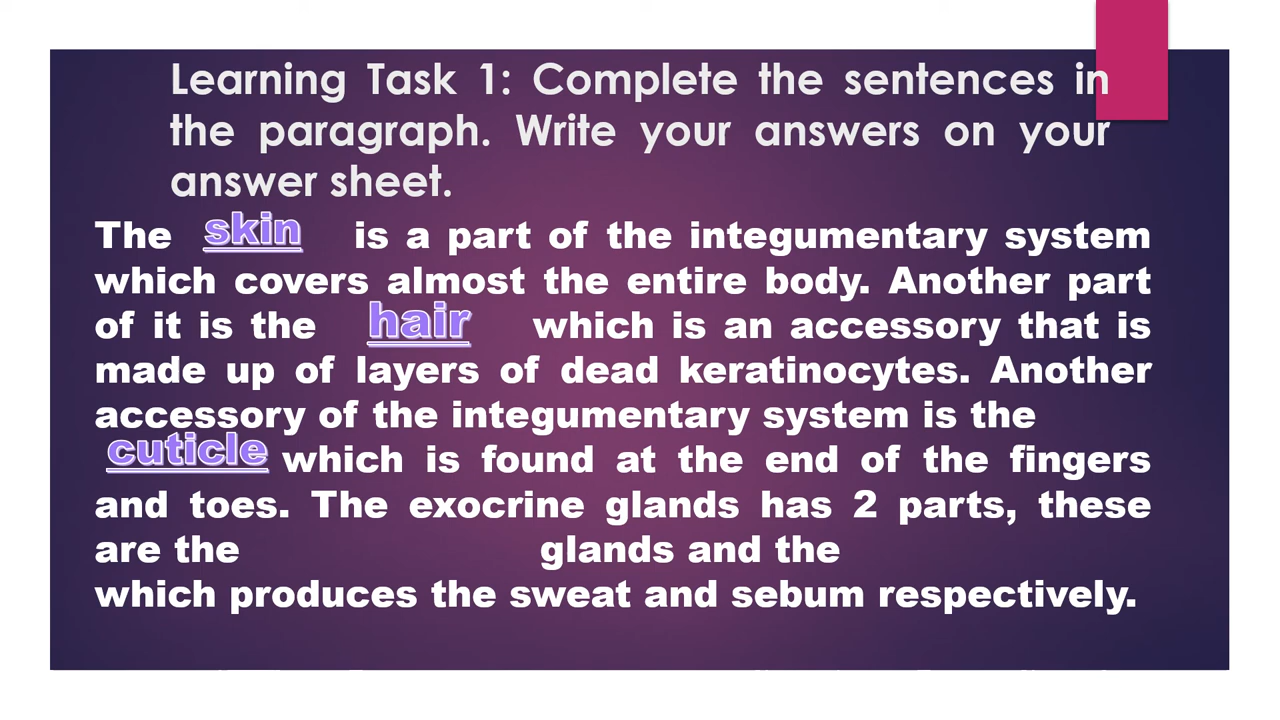 Learning Task 1: Complete the sentences in
the paragraph. Write your answers on your
answer sheet.
The skin is a part of the integumentary system
which covers almost the entire body. Another part
of it is the hair which is an accessory that is
made up of layers of dead keratinocytes. Another
accessory of the integumentary system is the
cuticle which is found at the end of the fingers
and toes. The exocrine glands has 2 parts, these
are the glands and the
which produces the sweat and sebum respectively.